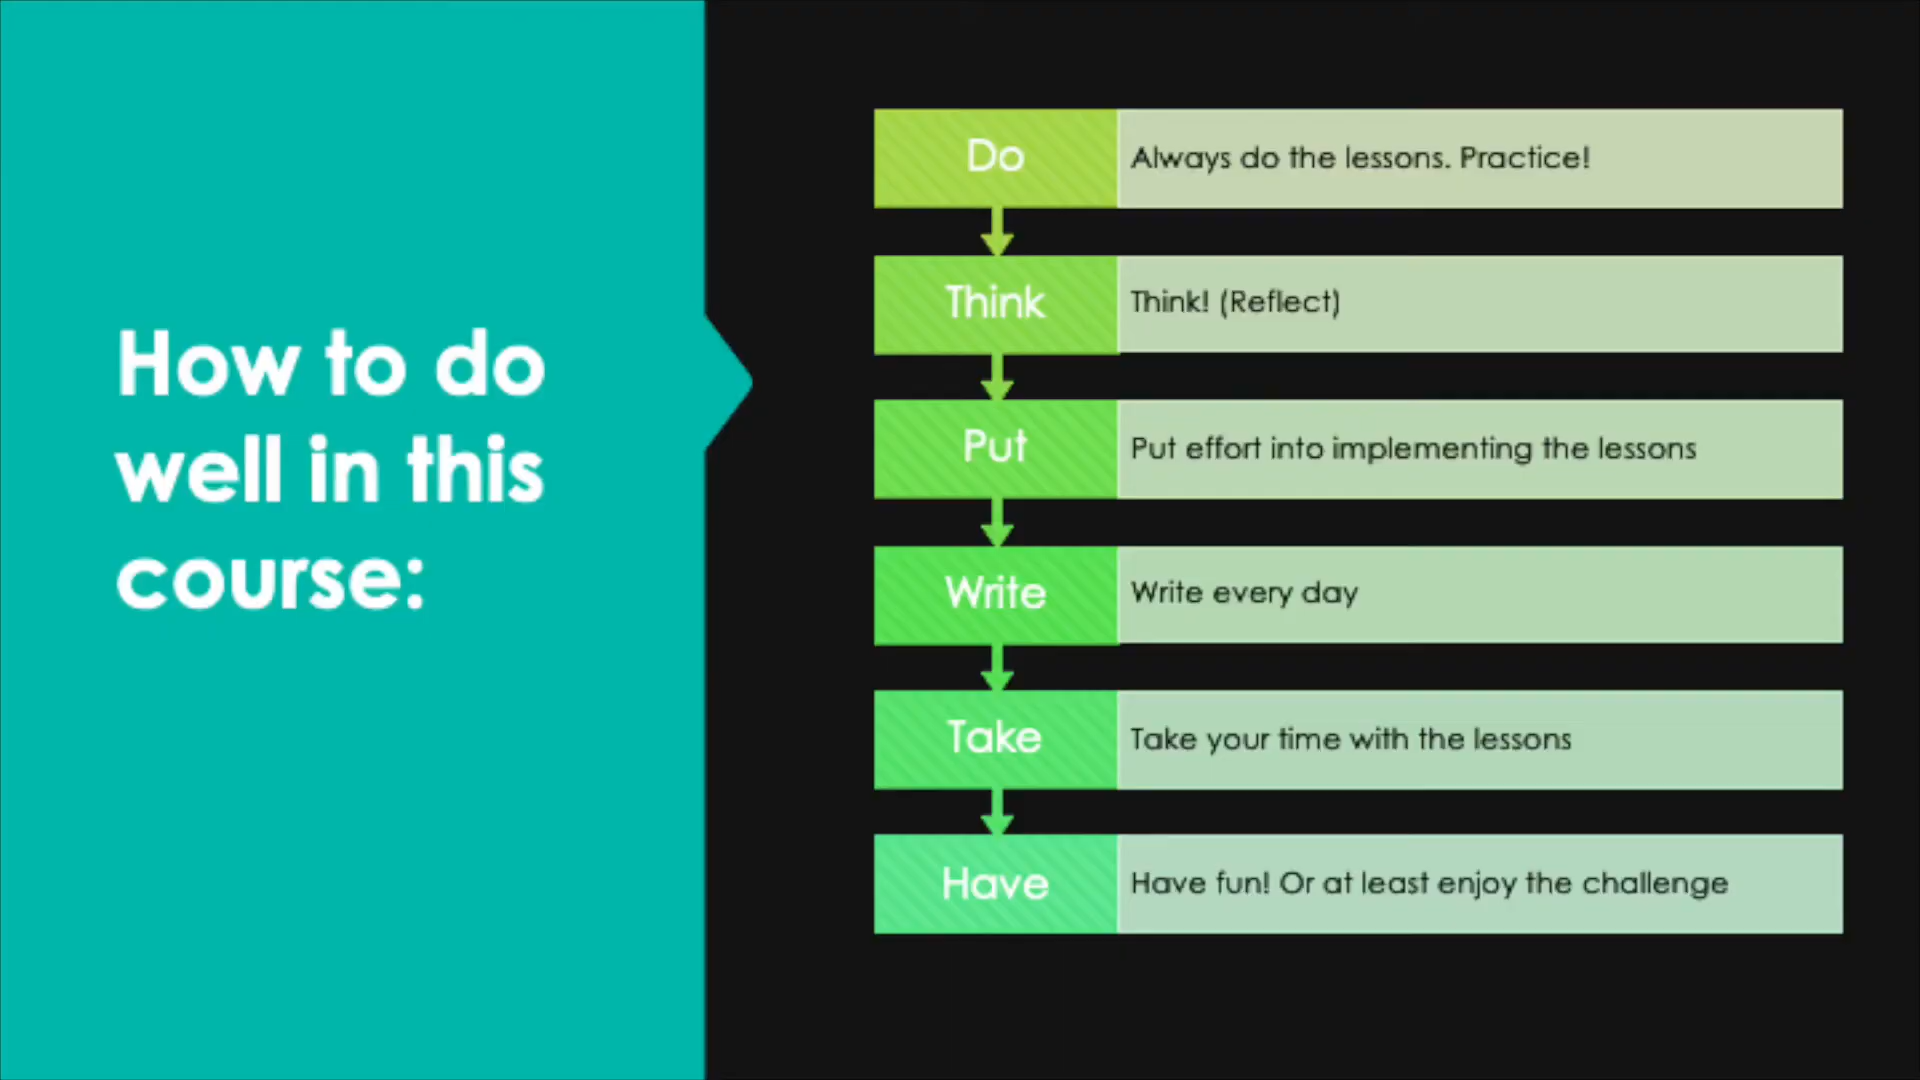 How to do
well in this
course:
Do
Always do the lessons. Practice!
Think
Think! (Reflect)
Put
Put effort into implementing the lessons
Write
Write every day
Take
Take your time with the lessons
Have
Have fun! Or at least enjoy the challenge